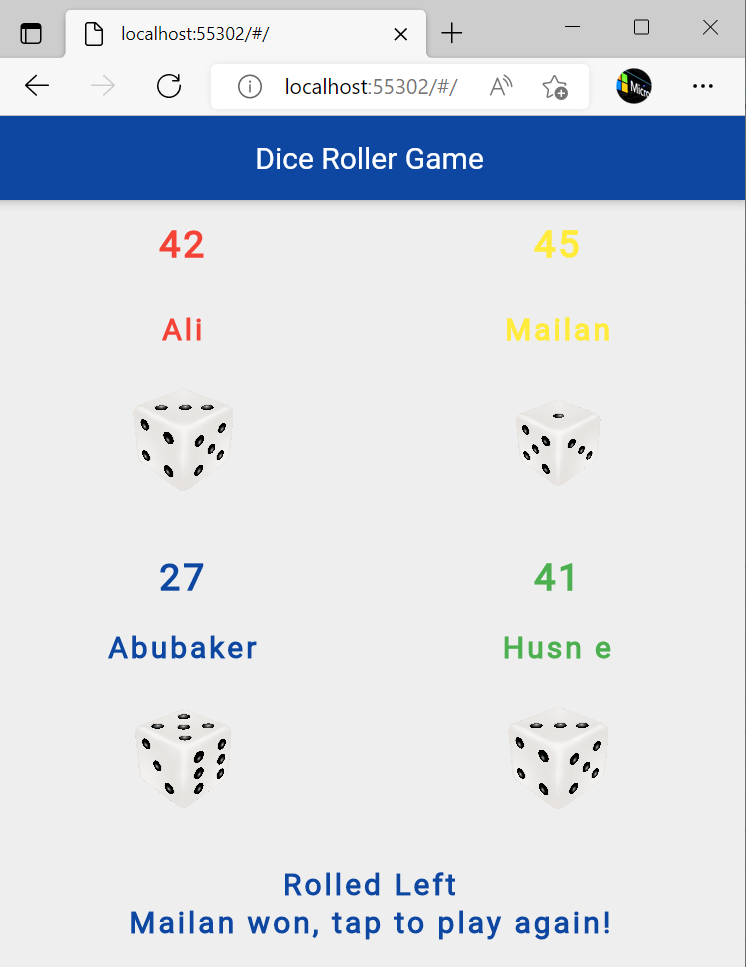 localhost:55302/#/
localhost:55302/#/
Micro
Dice Roller Game
42
45
Ali
Mailan
27
41
Abubaker
Husn e
Rolled Left
Mailan won, tap to play again!